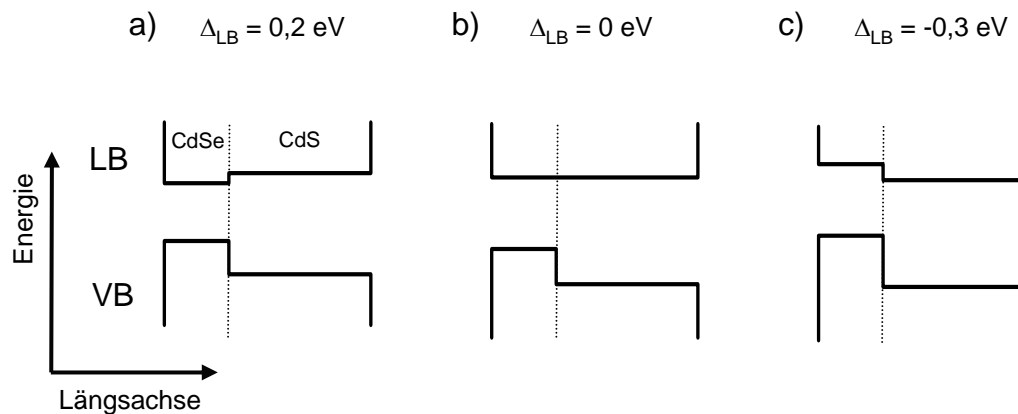 a) Δ_LB = 0,2 eV
b) Δ_LB = 0 eV
c) Δ_LB = -0,3 eV
CdSe
CdS
LB
VB
Energie
Längsachse